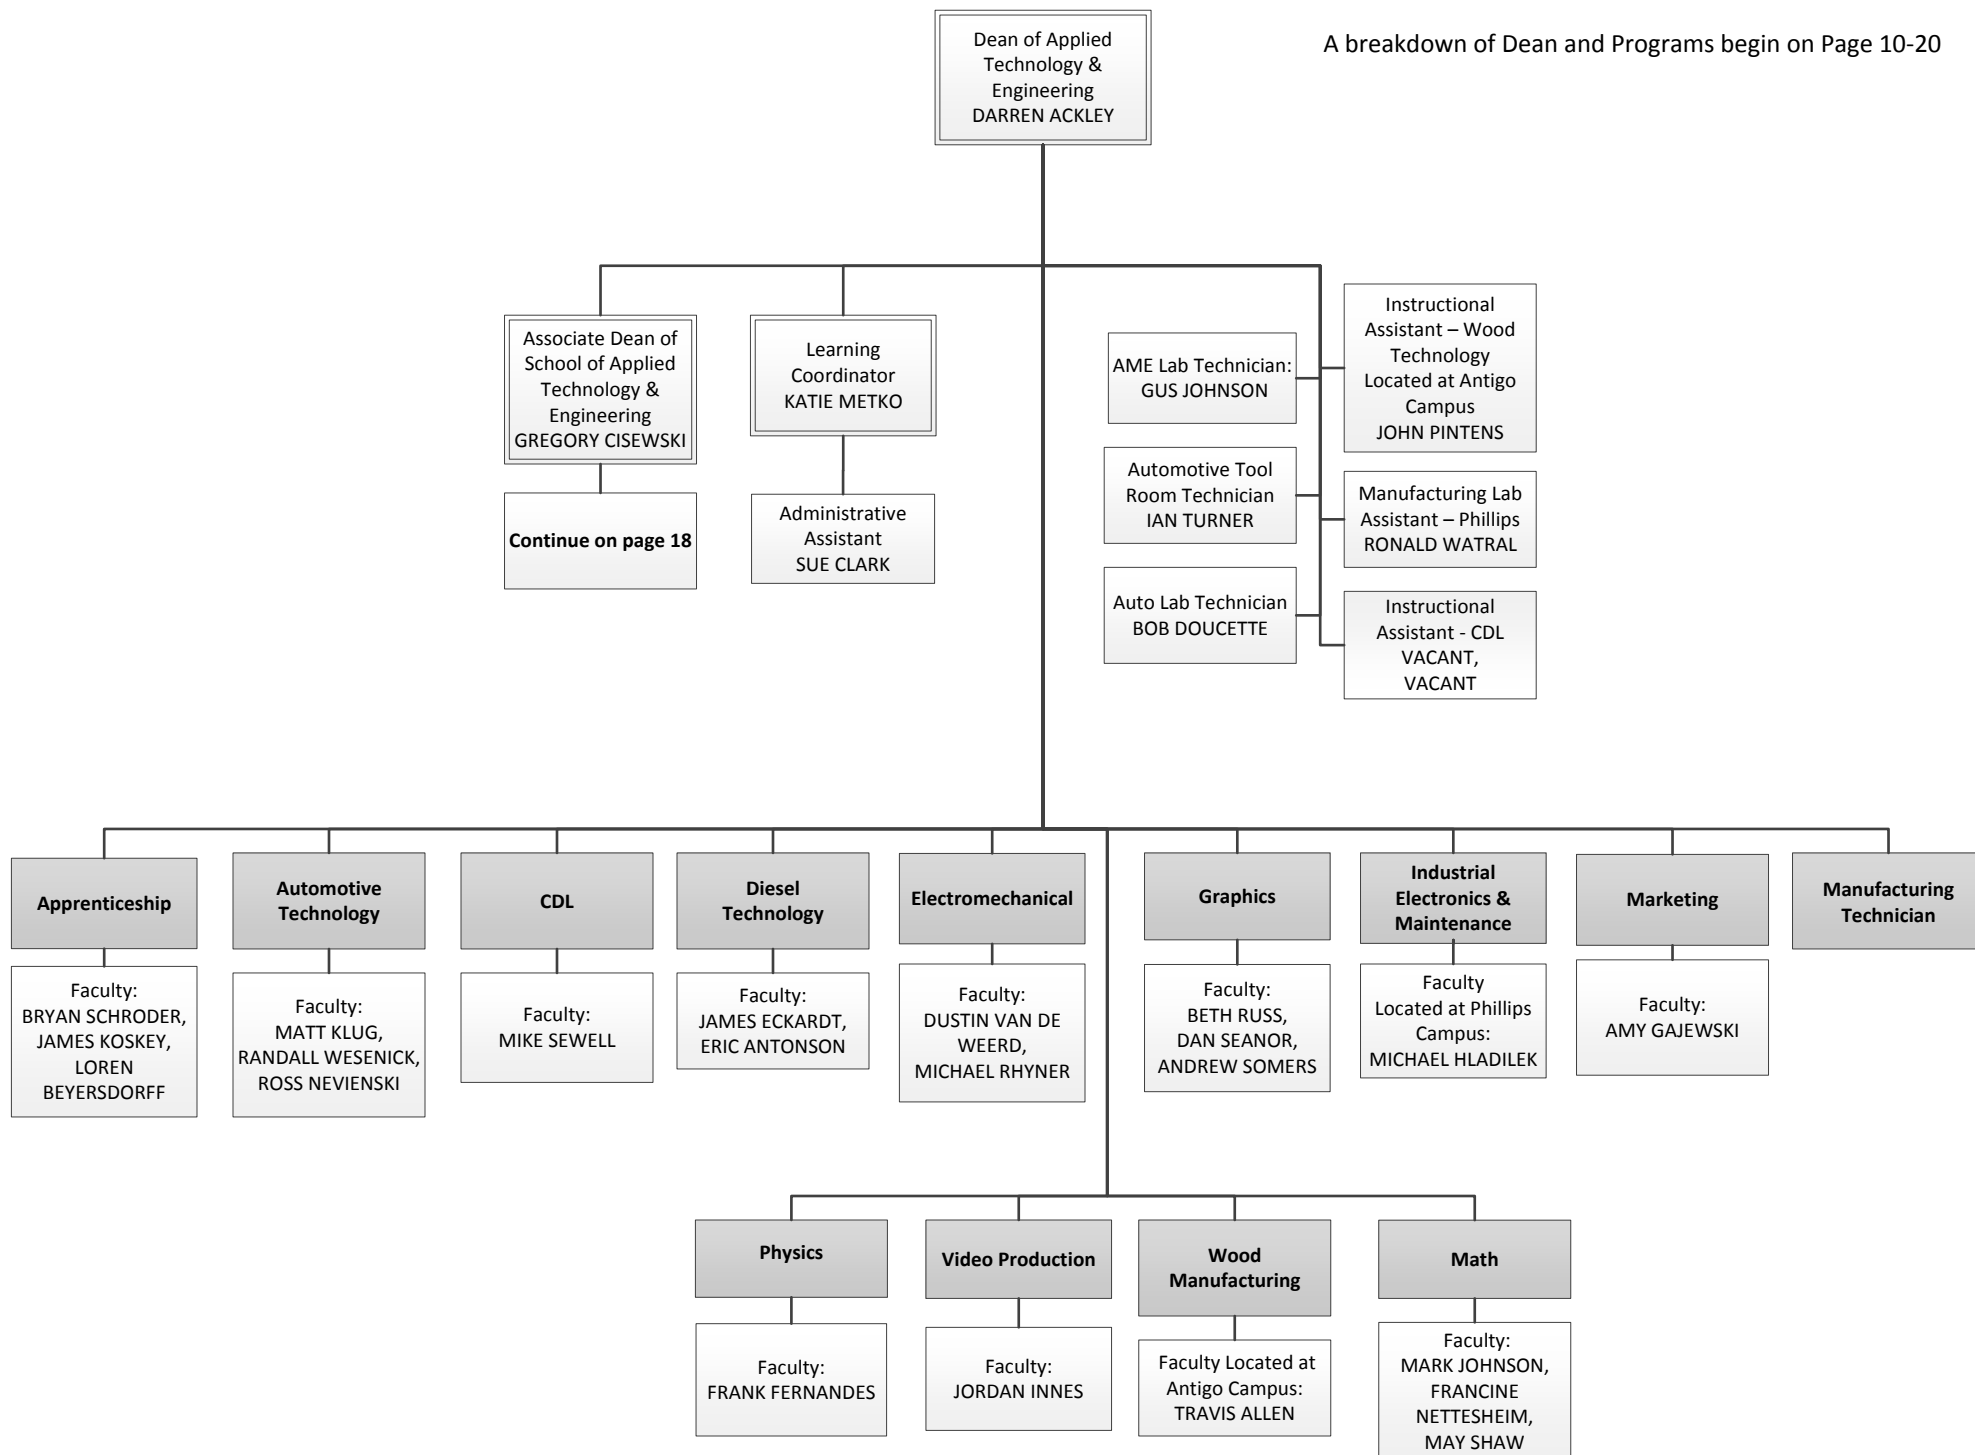 Dean of Applied
Technology &
Engineering
DARREN ACKLEY
A breakdown of Dean and Programs begin on Page 10-20
Associate Dean of
School of Applied
Technology &
Engineering
GREGORY CISEWSKI
Continue on page 18
Learning
Coordinator
KATIE METKO
Administrative
Assistant
SUE CLARK
AME Lab Technician:
GUS JOHNSON
Automotive Tool
Room Technician
IAN TURNER
Auto Lab Technician
BOB DOUCETTE
Instructional
Assistant – Wood
Technology
Located at Antigo
Campus
JOHN PINTENS
Manufacturing Lab
Assistant – Phillips
RONALD WATRAL
Instructional
Assistant - CDL
VACANT,
VACANT
Apprenticeship
Faculty:
BRYAN SCHRODER,
JAMES KOSKEY,
LOREN
BEYERSDORFF
Automotive
Technology
Faculty:
MATT KLUG,
RANDALL WESENICK,
ROSS NEVIENSKI
CDL
Faculty:
MIKE SEWELL
Diesel
Technology
Faculty:
JAMES ECKARDT,
ERIC ANTONSON
Electromechanical
Faculty:
DUSTIN VAN DE
WEERD,
MICHAEL RHYNER
Graphics
Faculty:
BETH RUSS,
DAN SEANOR,
ANDREW SOMERS
Industrial
Electronics &
Maintenance
Faculty
Located at Phillips
Campus:
MICHAEL HLADILEK
Marketing
Faculty:
AMY GAJEWSKI
Manufacturing
Technician
Physics
Faculty:
FRANK FERNANDES
Video Production
Faculty:
JORDAN INNES
Wood
Manufacturing
Faculty Located at
Antigo Campus:
TRAVIS ALLEN
Math
Faculty:
MARK JOHNSON,
FRANCINE
NETTESHEIM,
MAY SHAW